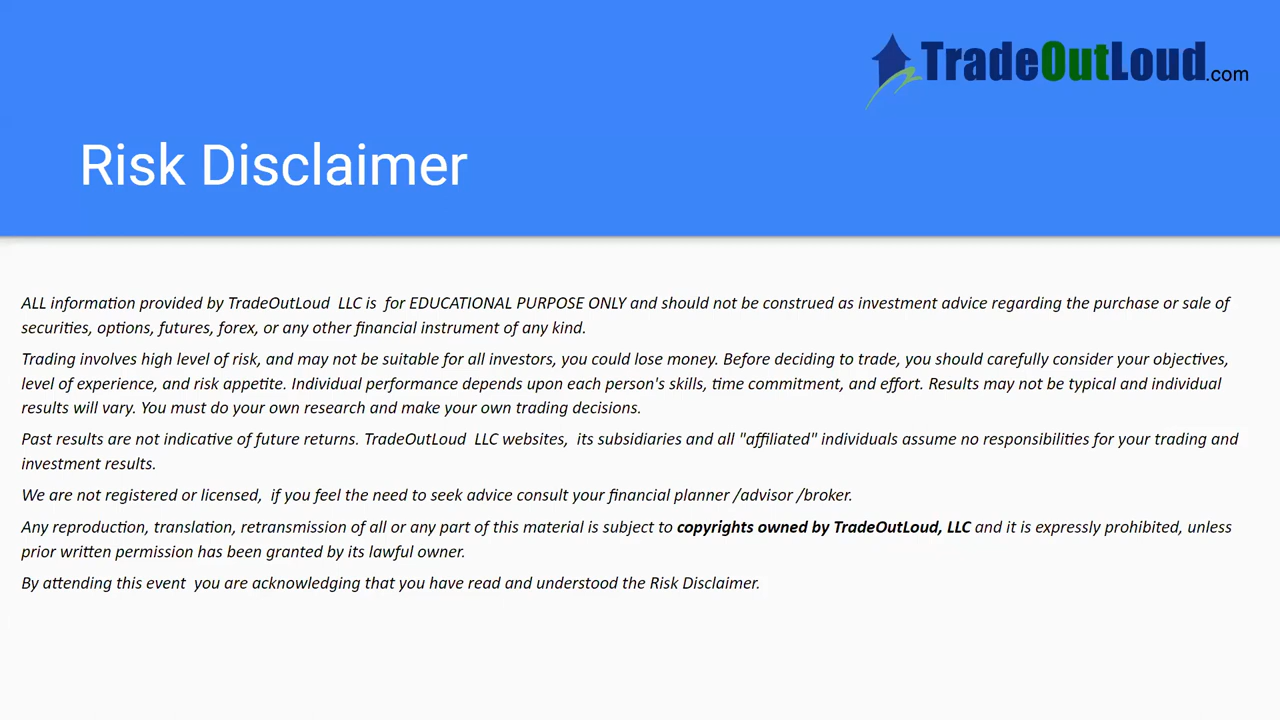 TradeOutLoud.com
Risk Disclaimer
ALL information provided by TradeOutLoud  LLC is  for EDUCATIONAL PURPOSE ONLY and should not be construed as investment advice regarding the purchase or sale of
securities, options, futures, forex, or any other financial instrument of any kind.
Trading involves high level of risk, and may not be suitable for all investors, you could lose money. Before deciding to trade, you should carefully consider your objectives,
level of experience, and risk appetite. Individual performance depends upon each person's skills, time commitment, and effort. Results may not be typical and individual
results will vary. You must do your own research and make your own trading decisions.
Past results are not indicative of future returns. TradeOutLoud  LLC websites,  its subsidiaries and all "affiliated" individuals assume no responsibilities for your trading and
investment results.
We are not registered or licensed,  if you feel the need to seek advice consult your financial planner /advisor /broker.
Any reproduction, translation, retransmission of all or any part of this material is subject to copyrights owned by TradeOutLoud, LLC and it is expressly prohibited, unless
prior written permission has been granted by its lawful owner.
By attending this event  you are acknowledging that you have read and understood the Risk Disclaimer.